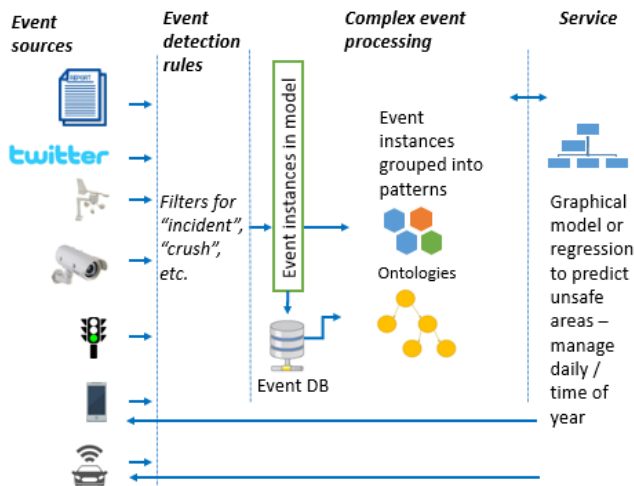 Event sources
Event detection rules
Complex event processing
Service
REPORT
twitter
Filters for
“incident”,
“crush”,
etc.
Event instances in model
Event DB
Event
instances
grouped into
patterns
Ontologies
Graphical
model or
regression
to predict
unsafe
areas –
manage
daily /
time of
year